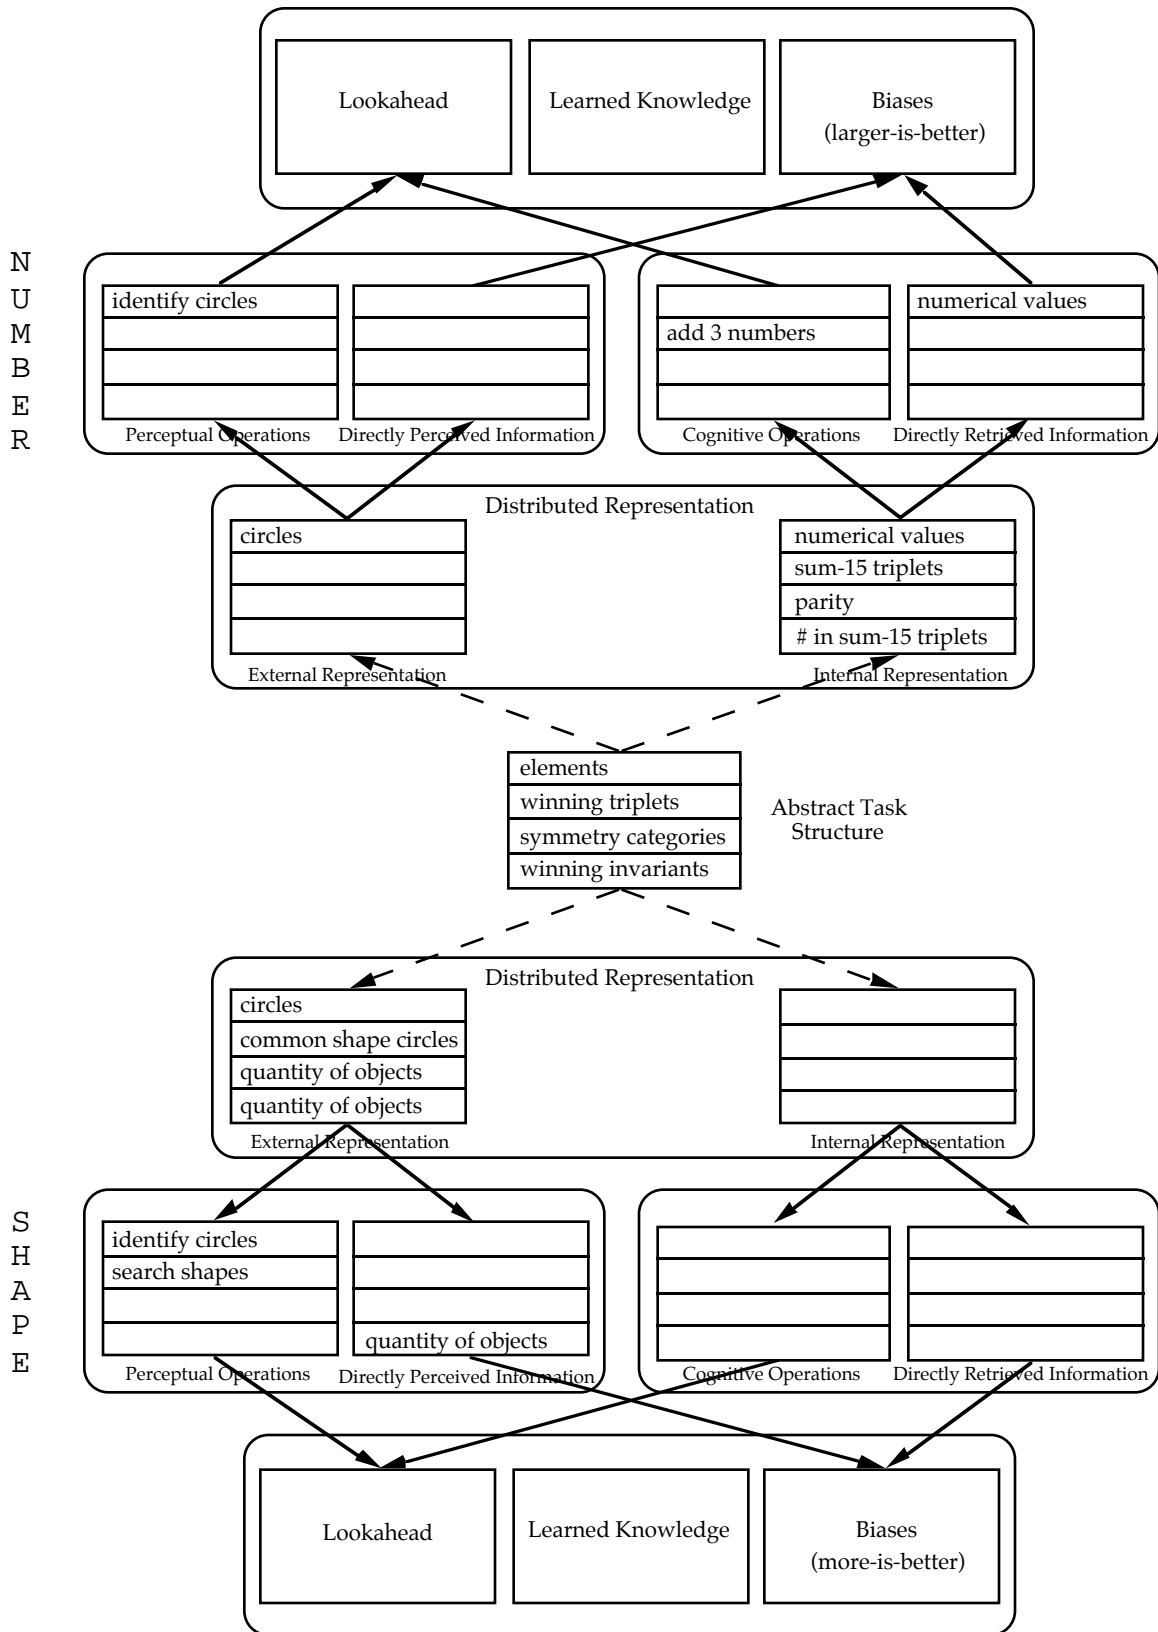 Lookahead
Learned Knowledge
Biases
(larger-is-better)
N
U
M
B
E
R
identify circles
Perceptual Operations
Directly Perceived Information
add 3 numbers
Cognitive Operations
numerical values
Directly Retrieved Information
Distributed Representation
circles
External Representation
numerical values
sum-15 triplets
parity
# in sum-15 triplets
Internal Representation
elements
winning triplets
symmetry categories
winning invariants
Abstract Task
Structure
Distributed Representation
circles
common shape circles
quantity of objects
quantity of objects
External Representation
Internal Representation
S
H
A
P
E
identify circles
search shapes
Perceptual Operations
quantity of objects
Directly Perceived Information
Cognitive Operations
Directly Retrieved Information
Lookahead
Learned Knowledge
Biases
(more-is-better)